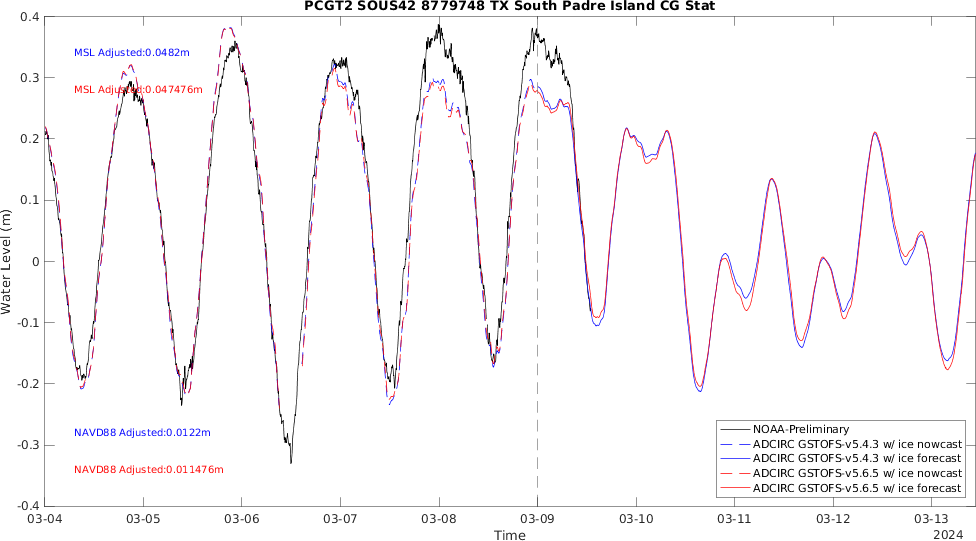 PCGT2 SOUS42 8779748 TX South Padre Island CG Stat
0.4
0.3
0.2
0.1
0
-0.1
-0.2
-0.3
-0.4
Water Level (m)
MSL Adjusted:0.0482m
MSL Adjusted:0.047476m
NAVD88 Adjusted:0.0122m
NAVD88 Adjusted:0.011476m
NOAA-Preliminary
ADCIRC GSTOFS-v5.4.3 w/ ice nowcast
ADCIRC GSTOFS-v5.4.3 w/ ice forecast
ADCIRC GSTOFS-v5.6.5 w/ ice nowcast
ADCIRC GSTOFS-v5.6.5 w/ ice forecast
03-04 03-05 03-06 03-07 03-08 03-09 03-10 03-11 03-12 03-13
Time
2024